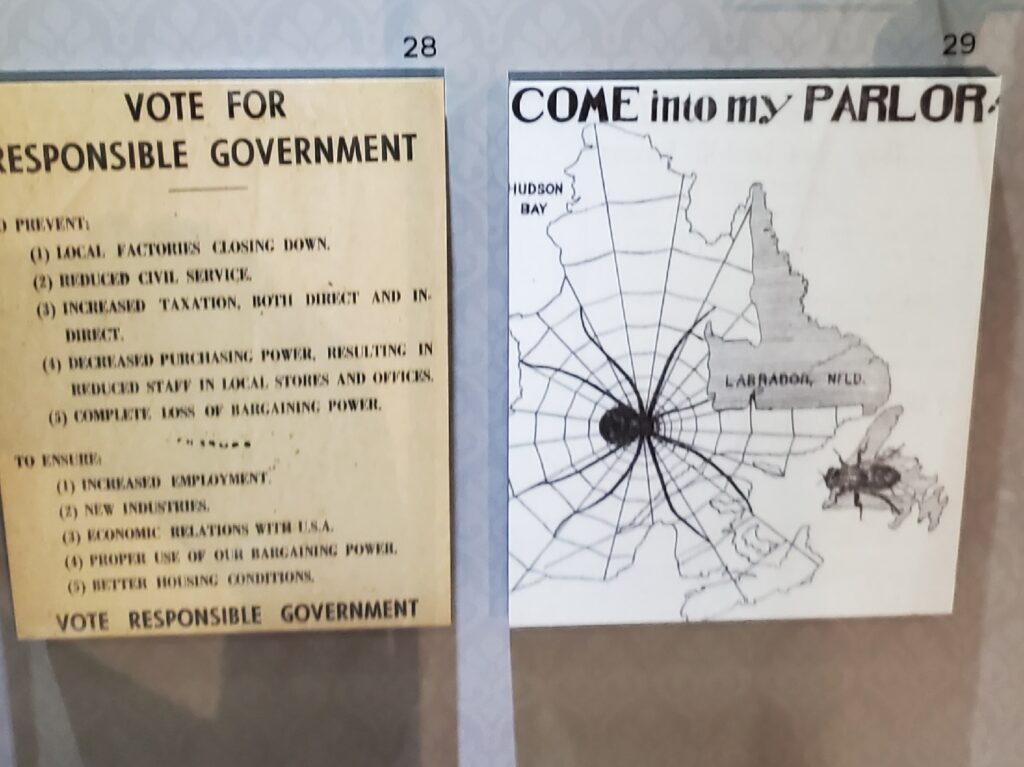 28
VOTE FOR
RESPONSIBLE GOVERNMENT
O PREVENT:
(1) LOCAL FACTORIES CLOSING DOWN.
(2) REDUCED CIVIL SERVICE.
(3) INCREASED TAXATION, BOTH DIRECT AND IN-
DIRECT.
(4) DECREASED PURCHASING POWER, RESULTING IN
REDUCED STAFF IN LOCAL STORES AND OFFICES.
(5) COMPLETE LOSS OF BARGAINING POWER.
TO ENSURE:
(1) INCREASED EMPLOYMENT.
(2) NEW INDUSTRIES.
(3) ECONOMIC RELATIONS WITH U.S.A.
(4) PROPER USE OF OUR BARGAINING POWER.
(5) BETTER HOUSING CONDITIONS.
VOTE RESPONSIBLE GOVERNMENT
29
COME into my PARLOR
HUDSON
BAY
LABRADOR, NFLD.